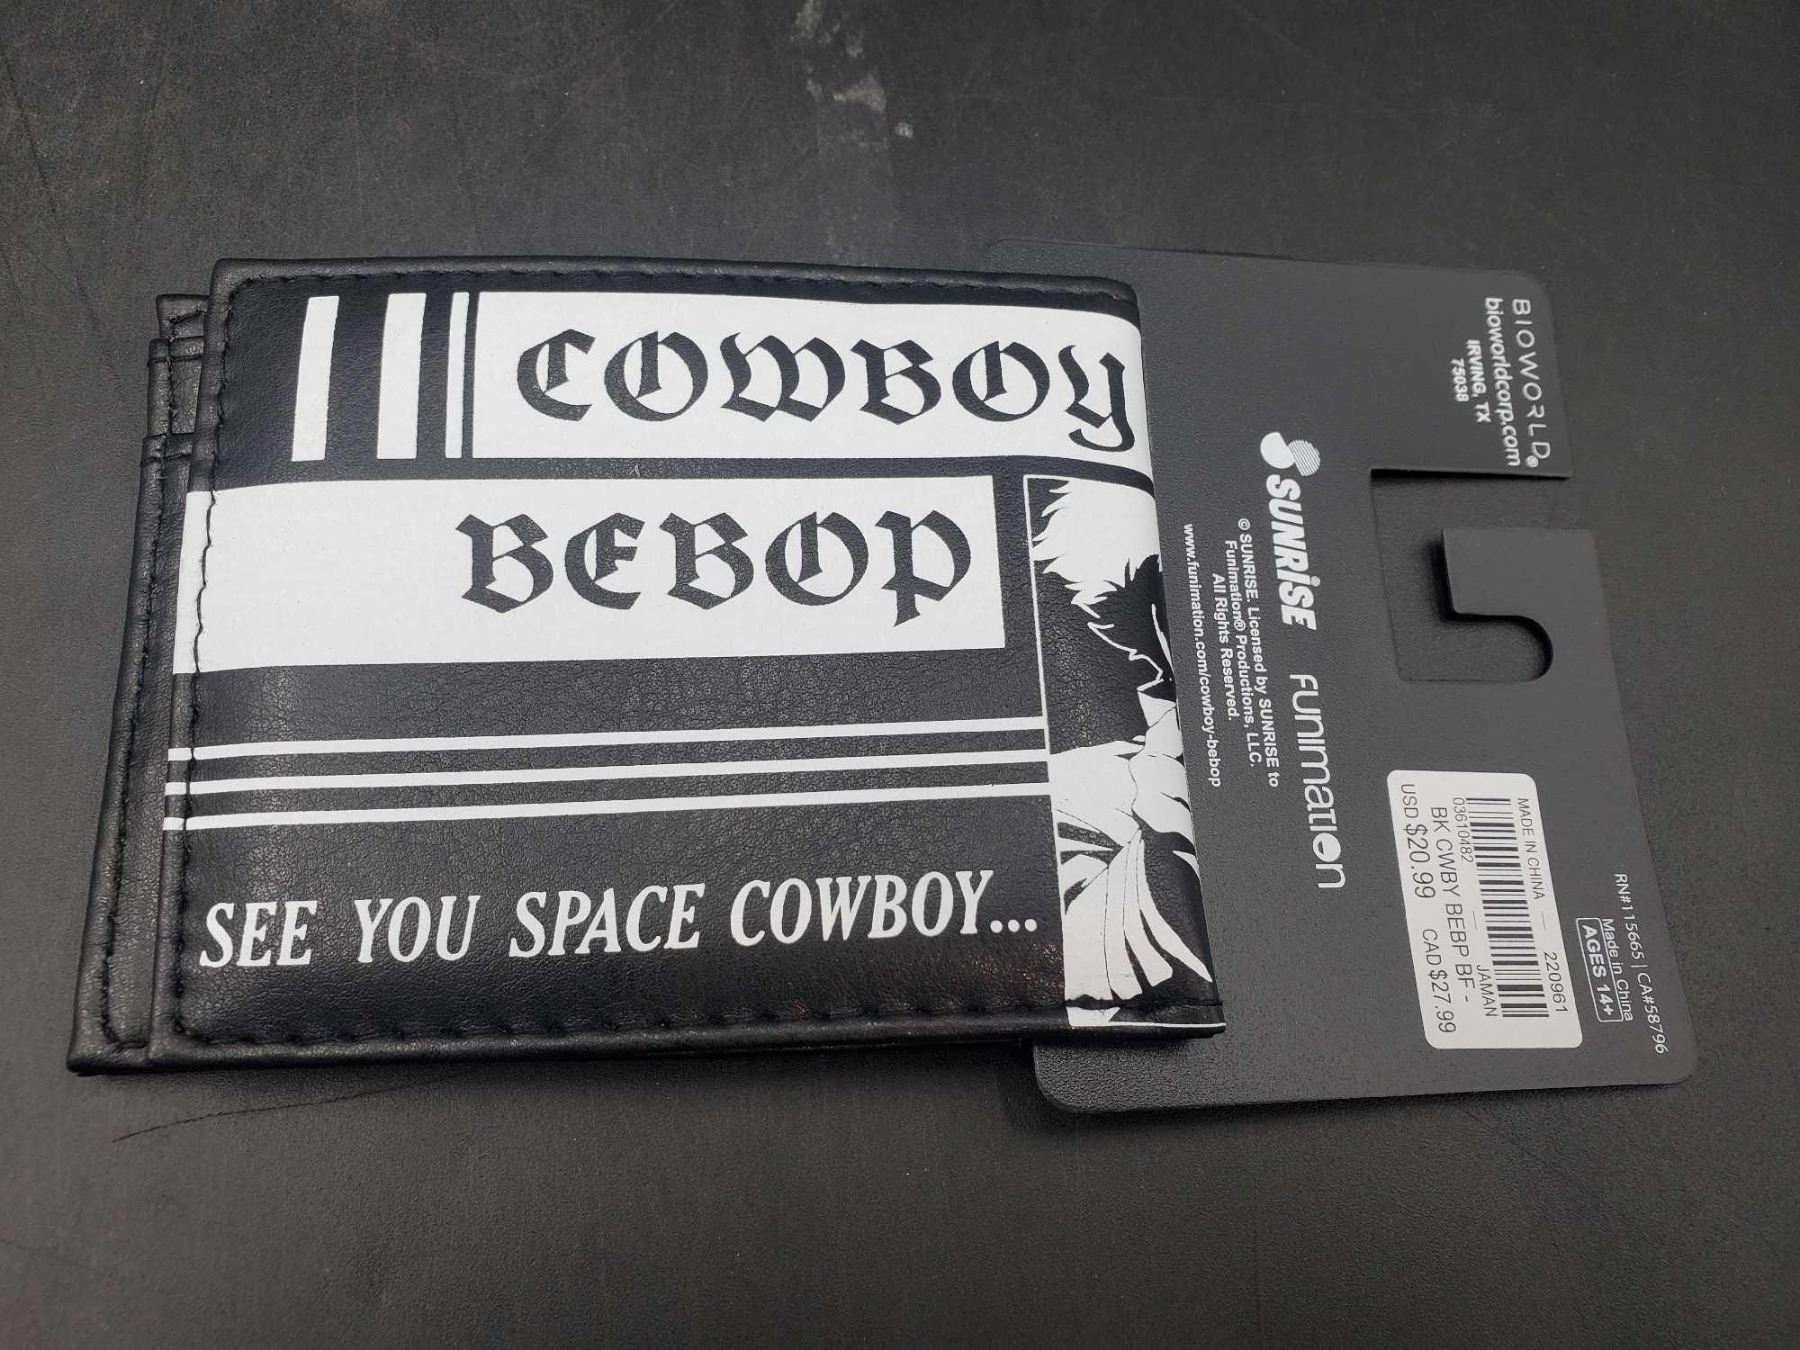 COWBOY
BEBOP
SEE YOU SPACE COWBOY...
BIOWORLD®
bioworldcorp.com
IRVING, TX
75038
SUNRISE FUNIMATION
© SUNRISE. Licensed by SUNRISE to
Funimation® Productions, LLC.
All Rights Reserved.
www.funimation.com/cowboy-bebop
MADE IN CHINA — 220961
03610482 — JAMAN
BK CWBY BEBP BF -
USD $20.99 CAD $27.99
RN#115665 | CA#58796
Made in China
AGES 14+